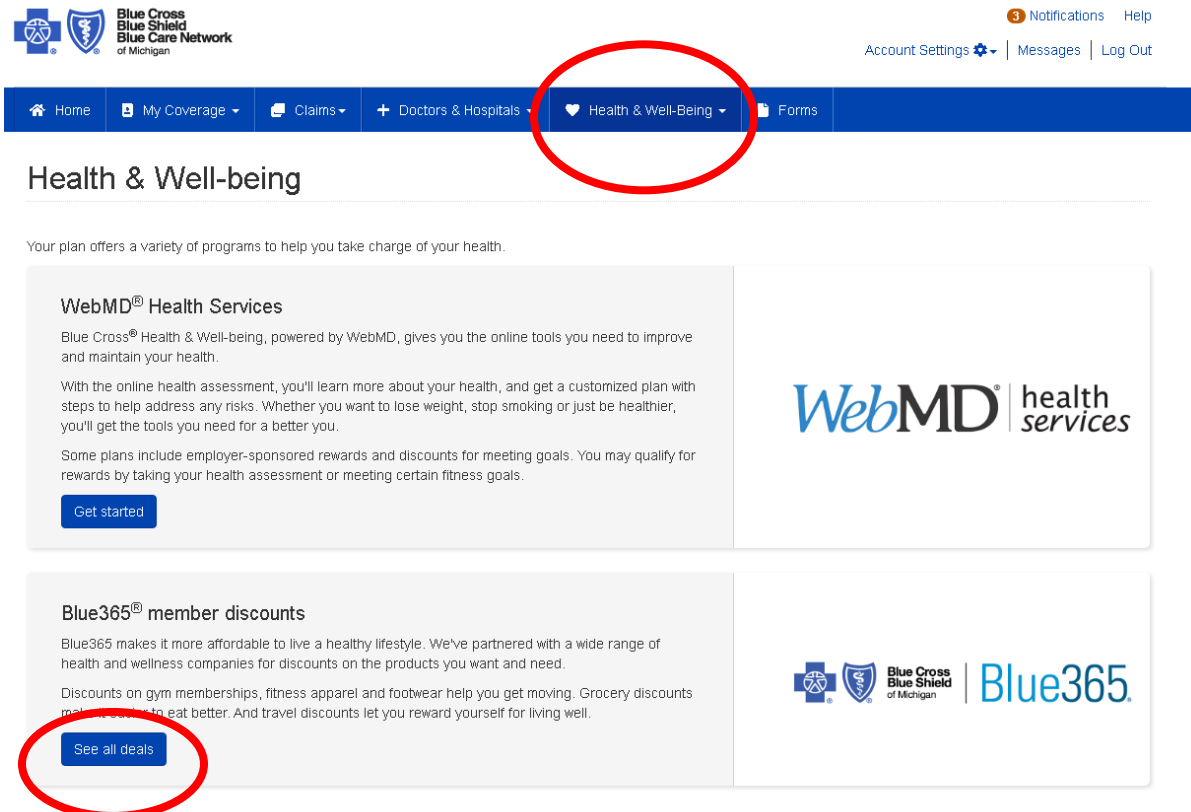 Blue Cross
Blue Shield
Blue Care Network
of Michigan
3 Notifications Help
Account Settings | Messages | Log Out
Home My Coverage Claims Doctors & Hospitals Health & Well-Being Forms
Health & Well-being
Your plan offers a variety of programs to help you take charge of your health.
WebMD® Health Services
Blue Cross® Health & Well-being, powered by WebMD, gives you the online tools you need to improve
and maintain your health.
With the online health assessment, you'll learn more about your health, and get a customized plan with
steps to help address any risks. Whether you want to lose weight, stop smoking or just be healthier,
you'll get the tools you need for a better you.
Some plans include employer-sponsored rewards and discounts for meeting goals. You may qualify for
rewards by taking your health assessment or meeting certain fitness goals.
Get started
WebMD® health
services
Blue365® member discounts
Blue365 makes it more affordable to live a healthy lifestyle. We've partnered with a wide range of
health and wellness companies for discounts on the products you want and need.
Discounts on gym memberships, fitness apparel and footwear help you get moving. Grocery discounts
make it easier to eat better. And travel discounts let you reward yourself for living well.
See all deals
Blue Cross
Blue Shield
of Michigan
Blue365.